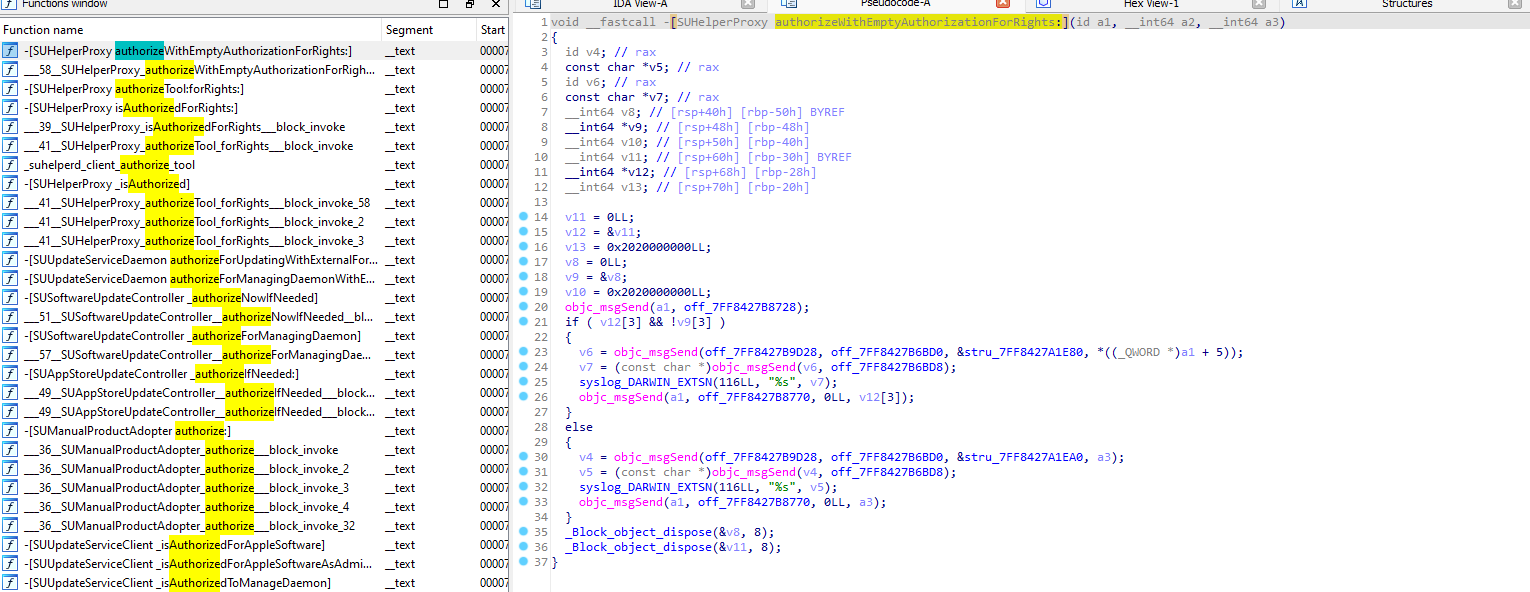 Functions window
IDA View-A
Pseudocode-A
Hex View-1
Structures
Function name Segment Start
-[SUHelperProxy authorizeWithEmptyAuthorizationForRights:] __text 00007
___58__SUHelperProxy_authorizeWithEmptyAuthorizationForRigh... __text 00007
-[SUHelperProxy authorizeTool:forRights:] __text 00007
-[SUHelperProxy isAuthorizedForRights:] __text 00007
___39__SUHelperProxy_isAuthorizedForRights___block_invoke __text 00007
___41__SUHelperProxy_authorizeTool_forRights___block_invoke __text 00007
_suhelperd_client_authorize_tool __text 00007
-[SUHelperProxy _isAuthorized] __text 00007
___41__SUHelperProxy_authorizeTool_forRights___block_invoke_58 __text 00007
___41__SUHelperProxy_authorizeTool_forRights___block_invoke_2 __text 00007
___41__SUHelperProxy_authorizeTool_forRights___block_invoke_3 __text 00007
-[SUUpdateServiceDaemon authorizeForUpdatingWithExternalFor... __text 00007
-[SUUpdateServiceDaemon authorizeForManagingDaemonWithE... __text 00007
-[SUSoftwareUpdateController _authorizeNowIfNeeded] __text 00007
___51__SUSoftwareUpdateController__authorizeNowIfNeeded__bl... __text 00007
-[SUSoftwareUpdateController _authorizeForManagingDaemon] __text 00007
___57__SUSoftwareUpdateController__authorizeForManagingDae... __text 00007
-[SUAppStoreUpdateController _authorizeIfNeeded:] __text 00007
___49__SUAppStoreUpdateController__authorizeIfNeeded___block... __text 00007
___49__SUAppStoreUpdateController__authorizeIfNeeded___block... __text 00007
-[SUManualProductAdopter authorize:] __text 00007
___36__SUManualProductAdopter_authorize___block_invoke __text 00007
___36__SUManualProductAdopter_authorize___block_invoke_2 __text 00007
___36__SUManualProductAdopter_authorize___block_invoke_3 __text 00007
___36__SUManualProductAdopter_authorize___block_invoke_4 __text 00007
___36__SUManualProductAdopter_authorize___block_invoke_32 __text 00007
-[SUUpdateServiceClient _isAuthorizedForAppleSoftware] __text 00007
-[SUUpdateServiceClient _isAuthorizedForAppleSoftwareAsAdmi... __text 00007
-[SUUpdateServiceClient _isAuthorizedToManageDaemon] __text 00007
1 void __fastcall -[SUHelperProxy authorizeWithEmptyAuthorizationForRights:](id a1, __int64 a2, __int64 a3)
2 {
3 id v4; // rax
4 const char *v5; // rax
5 id v6; // rax
6 const char *v7; // rax
7 __int64 v8; // [rsp+40h] [rbp-50h] BYREF
8 __int64 *v9; // [rsp+48h] [rbp-48h]
9 __int64 v10; // [rsp+50h] [rbp-40h]
10 __int64 v11; // [rsp+60h] [rbp-30h] BYREF
11 __int64 *v12; // [rsp+68h] [rbp-28h]
12 __int64 v13; // [rsp+70h] [rbp-20h]
13
14 v11 = 0LL;
15 v12 = &v11;
16 v13 = 0x2020000000LL;
17 v8 = 0LL;
18 v9 = &v8;
19 v10 = 0x2020000000LL;
20 objc_msgSend(a1, off_7FF8427B8728);
21 if ( v12[3] && !v9[3] )
22 {
23 v6 = objc_msgSend(off_7FF8427B9D28, off_7FF8427B6BD0, &stru_7FF8427A1E80, *((_QWORD *)a1 + 5));
24 v7 = (const char *)objc_msgSend(v6, off_7FF8427B6BD8);
25 syslog_DARWIN_EXTSN(116LL, "%s", v7);
26 objc_msgSend(a1, off_7FF8427B8770, 0LL, v12[3]);
27 }
28 else
29 {
30 v4 = objc_msgSend(off_7FF8427B9D28, off_7FF8427B6BD0, &stru_7FF8427A1EA0, a3);
31 v5 = (const char *)objc_msgSend(v4, off_7FF8427B6BD8);
32 syslog_DARWIN_EXTSN(116LL, "%s", v5);
33 objc_msgSend(a1, off_7FF8427B8770, 0LL, a3);
34 }
35 _Block_object_dispose(&v8, 8);
36 _Block_object_dispose(&v11, 8);
37 }